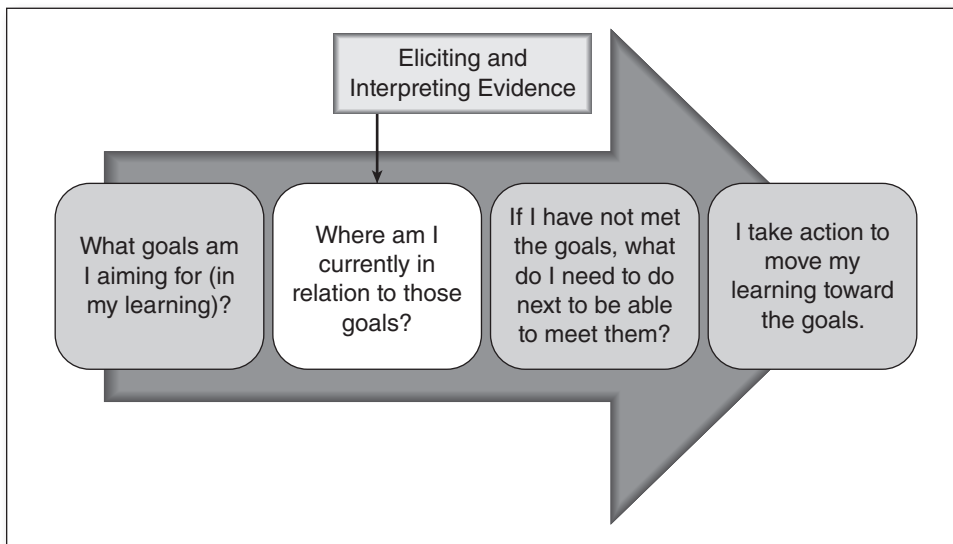 Eliciting and
Interpreting Evidence
What goals am
I aiming for (in
my learning)?
Where am I
currently in
relation to those
goals?
If I have not met
the goals, what
do I need to do
next to be able
to meet them?
I take action to
move my
learning toward
the goals.